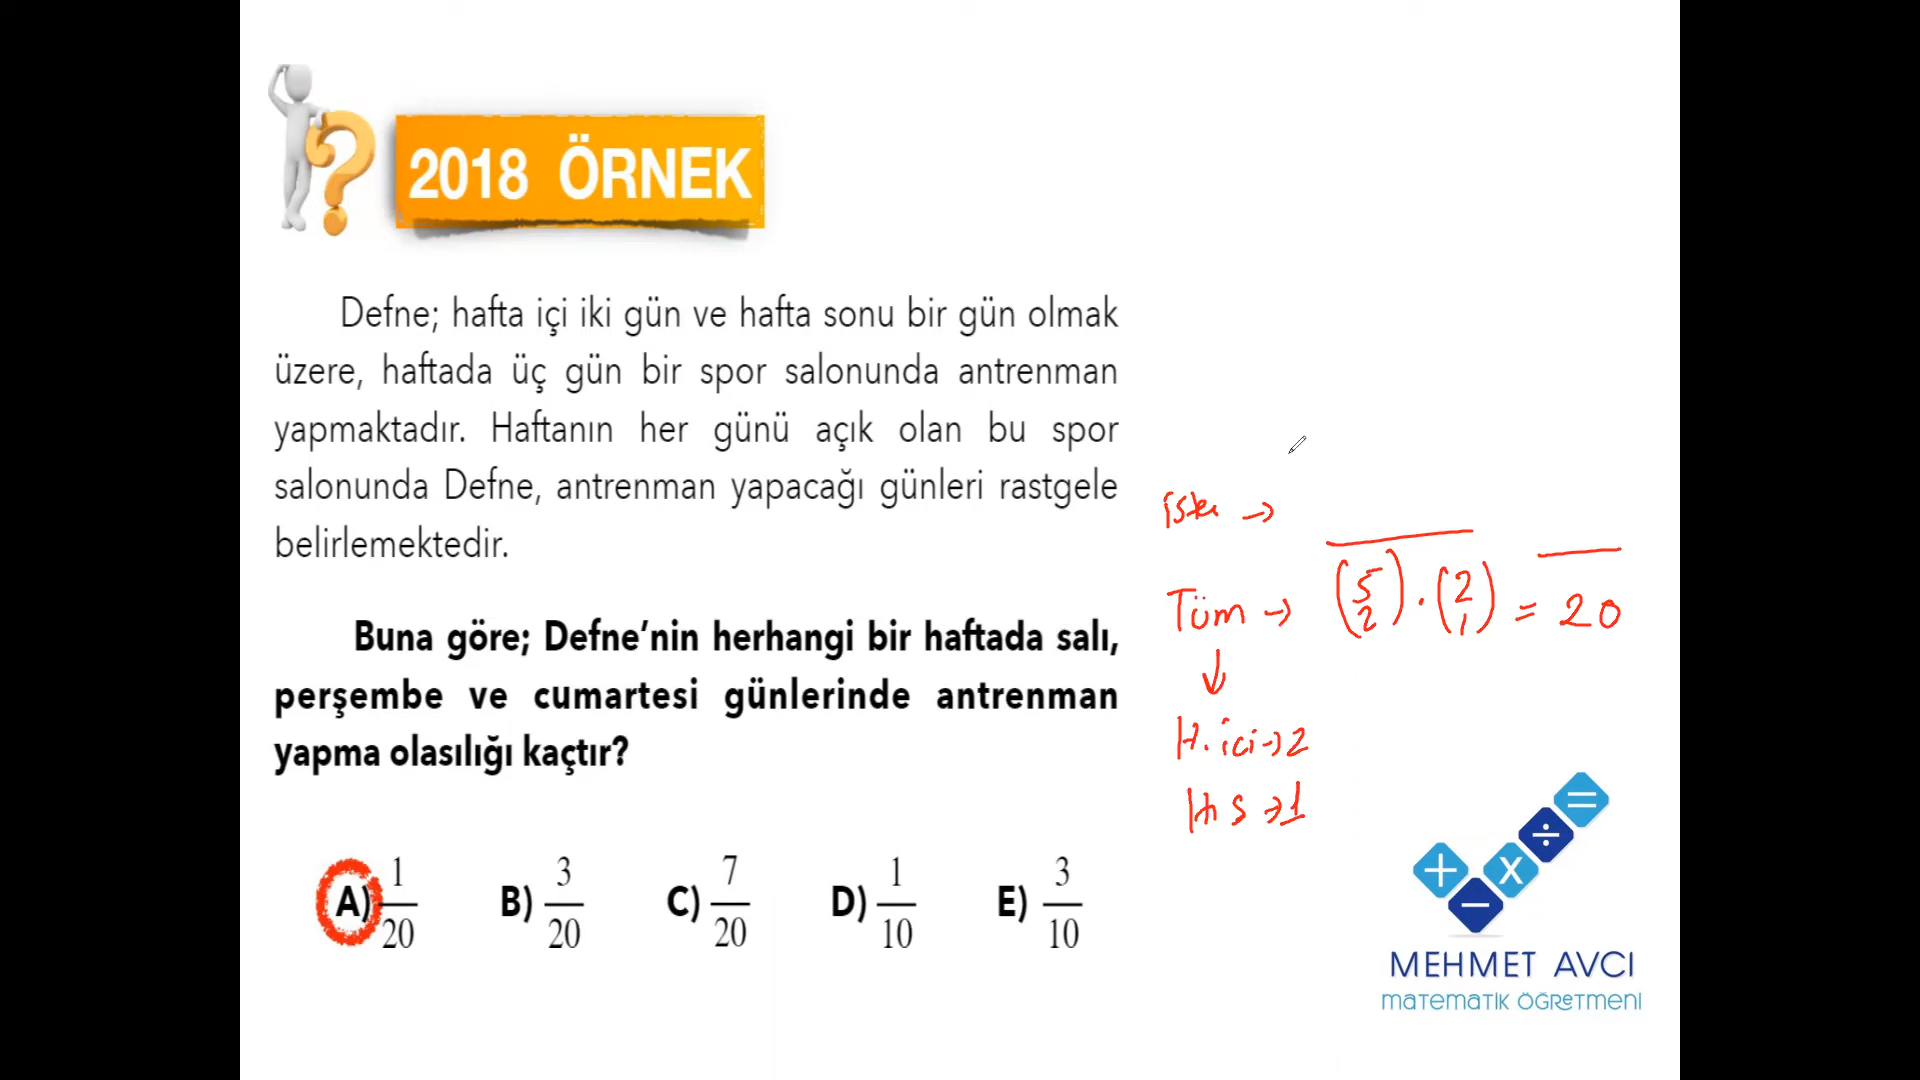 2018 ÖRNEK
Defne; hafta içi iki gün ve hafta sonu bir gün olmak
üzere, haftada üç gün bir spor salonunda antrenman
yapmaktadır. Haftanın her günü açık olan bu spor
salonunda Defne, antrenman yapacağı günleri rastgele
belirlemektedir.
Buna göre; Defne'nin herhangi bir haftada salı,
perşembe ve cumartesi günlerinde antrenman
yapma olasılığı kaçtır?
A) 1/20 B) 3/20 C) 7/20 D) 1/10 E) 3/10
Tüm → (5 2) . (2 1) = 20
↓
H. içi → 2
H S → 1
+ − x ÷ =
MEHMET AVCI
matematik öğretmeni